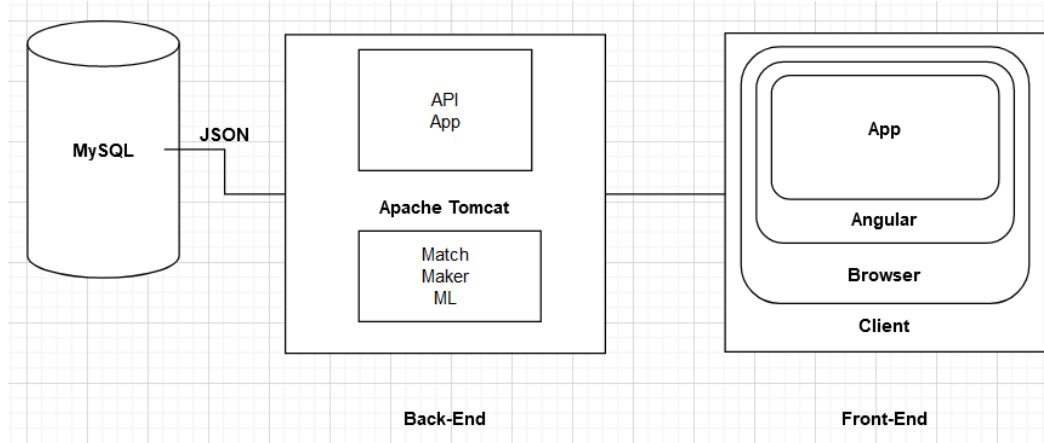 MySQL
JSON
API
App
Apache Tomcat
Match
Maker
ML
Back-End
App
Angular
Browser
Client
Front-End